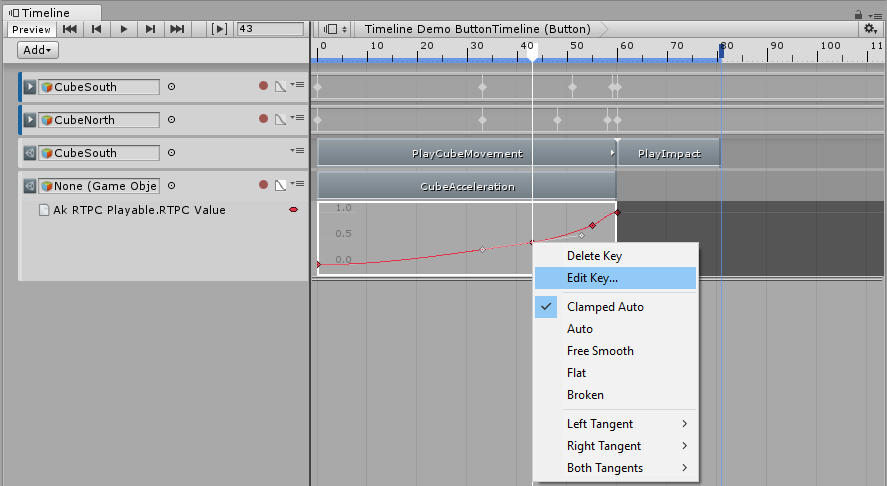 Timeline
Preview 43 Timeline Demo ButtonTimeline (Button)
Add
0 10 20 30 40 50 60 70 80 90 100 11
CubeSouth
CubeNorth
CubeSouth PlayCubeMovement PlayImpact
None (Game Obje CubeAcceleration
Ak RTPC Playable.RTPC Value 1.0
0.5
0.0
Delete Key
Edit Key...
Clamped Auto
Auto
Free Smooth
Flat
Broken
Left Tangent
Right Tangent
Both Tangents